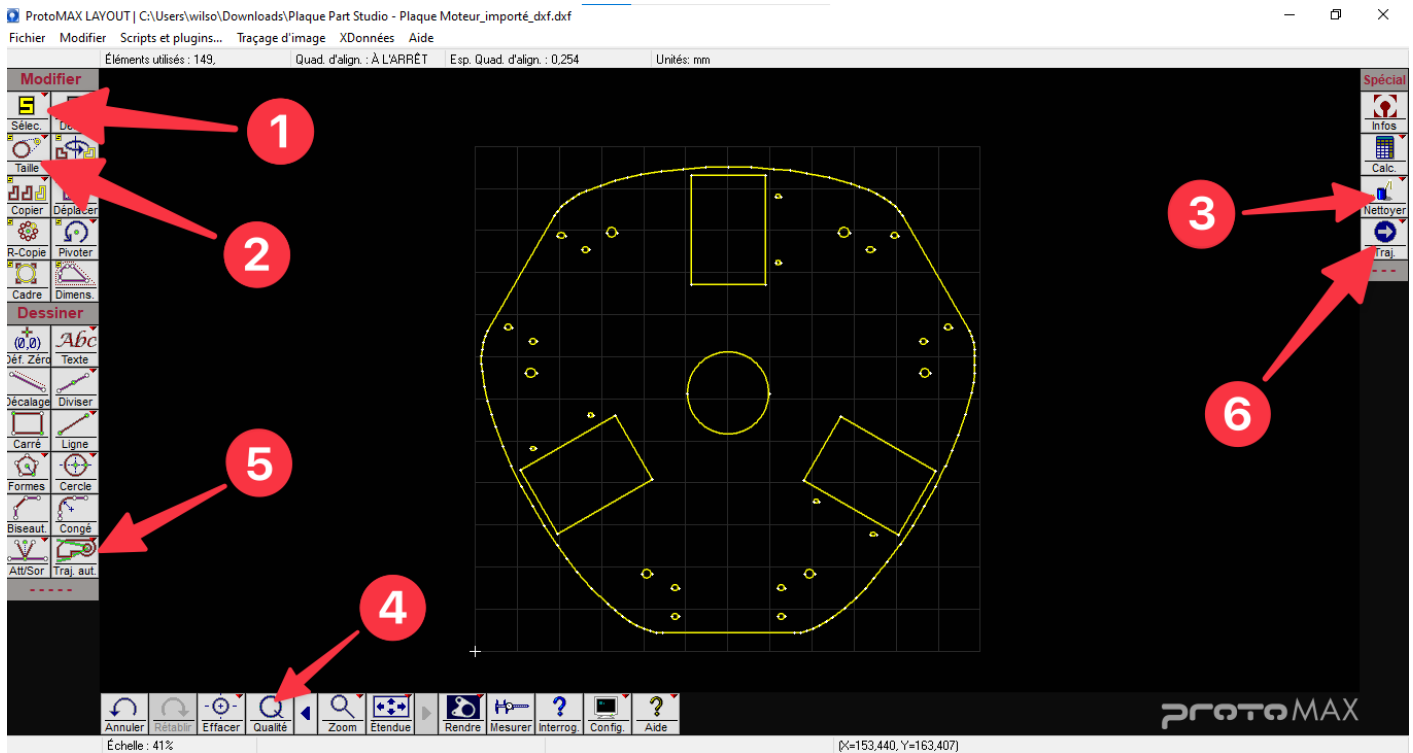 ProtoMAX LAYOUT | C:\Users\wilso\Downloads\Plaque Part Studio - Plaque Moteur_importé_dxf.dxf
Fichier Modifier Scripts et plugins... Traçage d'image XDonnées Aide
Éléments utilisés : 149, Quad. d'align. : À L'ARRÊT Esp. Quad. d'align. : 0,254 Unités: mm
Modifier
Sélec.
Taille
Copier Déplacer
R-Copie Pivoter
Cadre Dimens.
Dessiner
(0,0) Abc
Déf. Zéro Texte
Décalage Diviser
Carré Ligne
Formes Cercle
Biseaut. Congé
Att/Sor Traj. aut.
- - - - -
1
2
3
4
5
6
Spécial
Infos
Calc.
Nettoyer
Traj.
- - -
Annuler Rétablir Effacer Qualité Zoom Etendue Rendre Mesurer Interrog. Config. Aide
protoMAX
Échelle : 41% (X=153,440, Y=163,407)